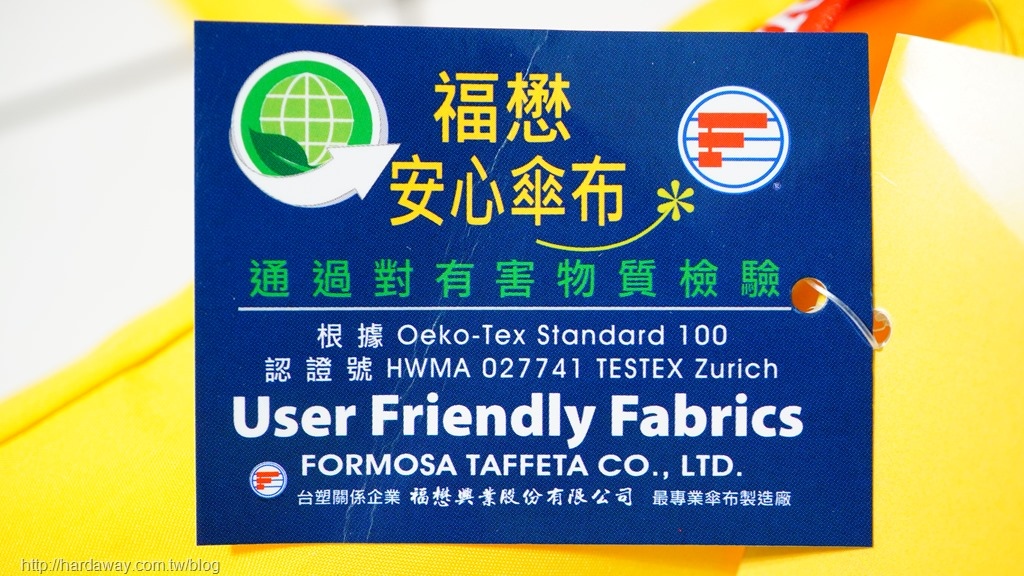 福懋
安心傘布
®
通過對有害物質檢驗
根據 Oeko-Tex Standard 100
認證號 HWMA 027741 TESTEX Zurich
User Friendly Fabrics
FORMOSA TAFFETA CO., LTD.
台塑關係企業 福懋興業股份有限公司 最專業傘布製造廠
http://hardaway.com.tw/blog